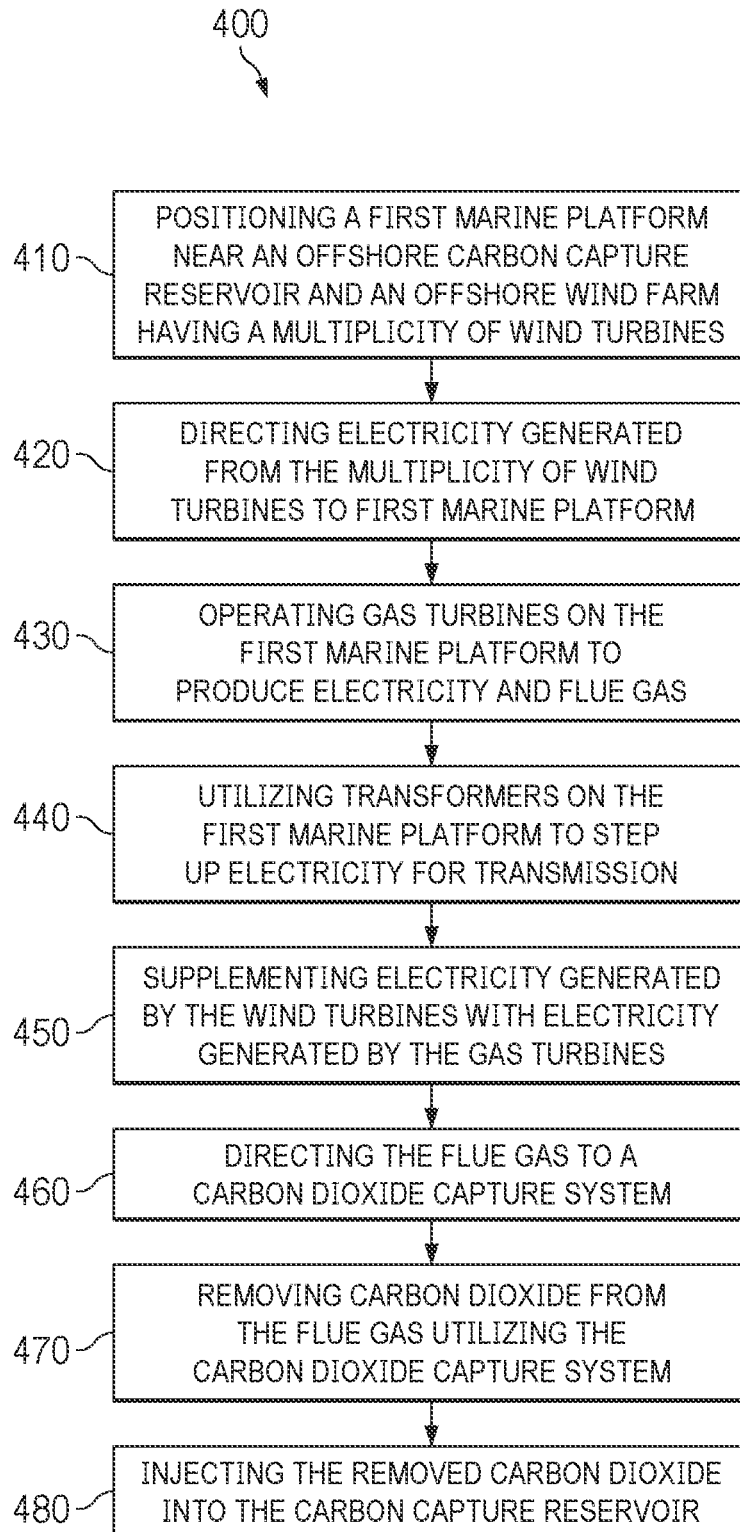 400
410
POSITIONING A FIRST MARINE PLATFORM
NEAR AN OFFSHORE CARBON CAPTURE
RESERVOIR AND AN OFFSHORE WIND FARM
HAVING A MULTIPLICITY OF WIND TURBINES
420
DIRECTING ELECTRICITY GENERATED
FROM THE MULTIPLICITY OF WIND
TURBINES TO FIRST MARINE PLATFORM
430
OPERATING GAS TURBINES ON THE
FIRST MARINE PLATFORM TO
PRODUCE ELECTRICITY AND FLUE GAS
440
UTILIZING TRANSFORMERS ON THE
FIRST MARINE PLATFORM TO STEP
UP ELECTRICITY FOR TRANSMISSION
450
SUPPLEMENTING ELECTRICITY GENERATED
BY THE WIND TURBINES WITH ELECTRICITY
GENERATED BY THE GAS TURBINES
460
DIRECTING THE FLUE GAS TO A
CARBON DIOXIDE CAPTURE SYSTEM
470
REMOVING CARBON DIOXIDE FROM
THE FLUE GAS UTILIZING THE
CARBON DIOXIDE CAPTURE SYSTEM
480
INJECTING THE REMOVED CARBON DIOXIDE
INTO THE CARBON CAPTURE RESERVOIR